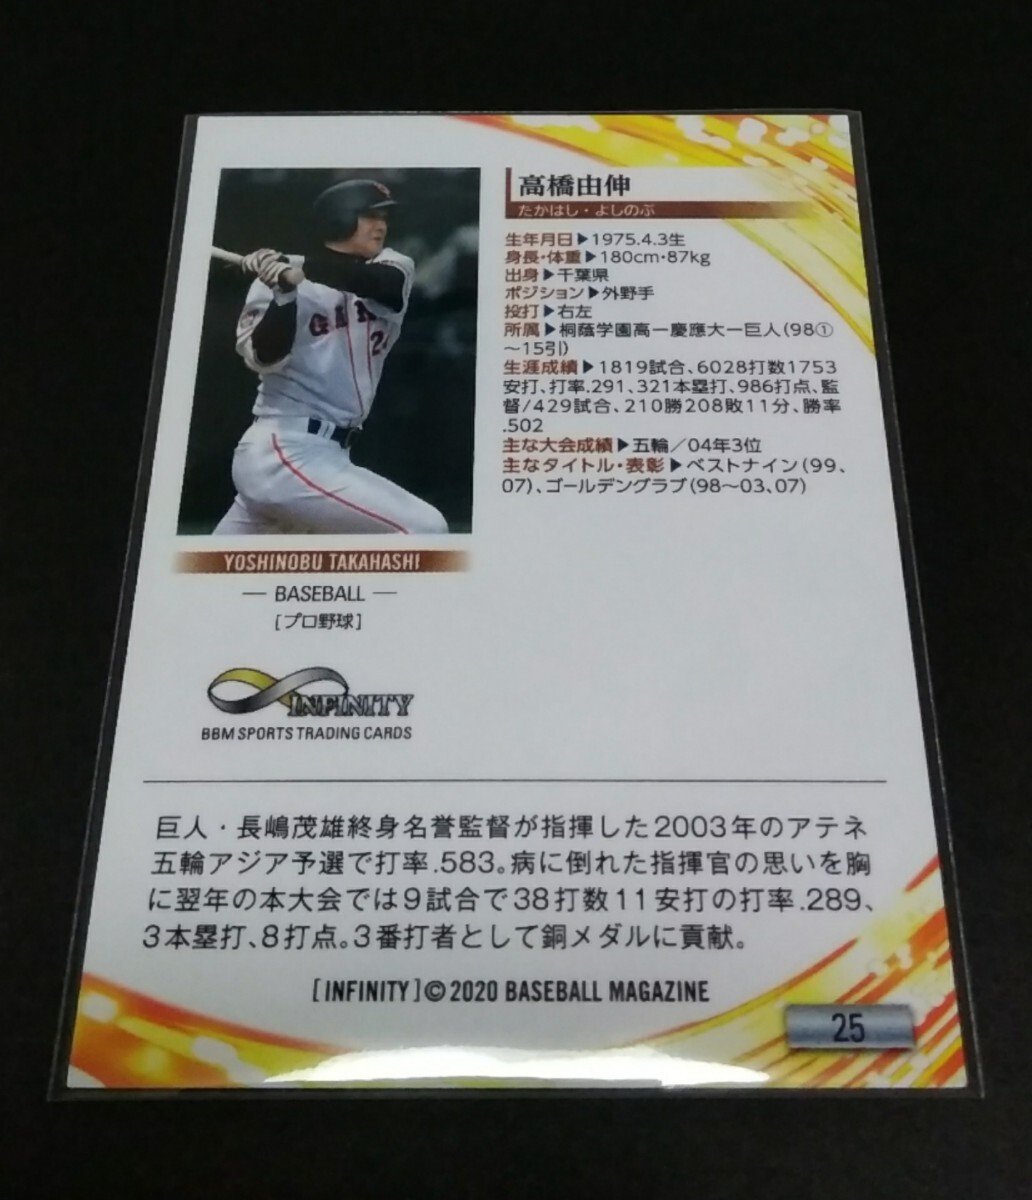 高橋由伸
たかはし・よしのぶ
生年月日▶1975.4.3生
身長・体重▶180cm・87kg
出身▶千葉県
ポジション▶外野手
投打▶右左
所属▶桐蔭学園高ー慶應大ー巨人(98①
〜15引)
生涯成績▶1819試合、6028打数1753
安打、打率.291、321本塁打、986打点、監
督/429試合、210勝208敗11分、勝率
.502
主な大会成績▶五輪／04年3位
主なタイトル・表彰▶ベストナイン(99、
07)、ゴールデングラブ(98〜03、07)
YOSHINOBU TAKAHASHI
— BASEBALL —
[プロ野球]
INFINITY
BBM SPORTS TRADING CARDS
巨人・長嶋茂雄終身名誉監督が指揮した2003年のアテネ
五輪アジア予選で打率.583。病に倒れた指揮官の思いを胸
に翌年の本大会では9試合で38打数11安打の打率.289、
3本塁打、8打点。3番打者として銅メダルに貢献。
[INFINITY]©2020 BASEBALL MAGAZINE
25